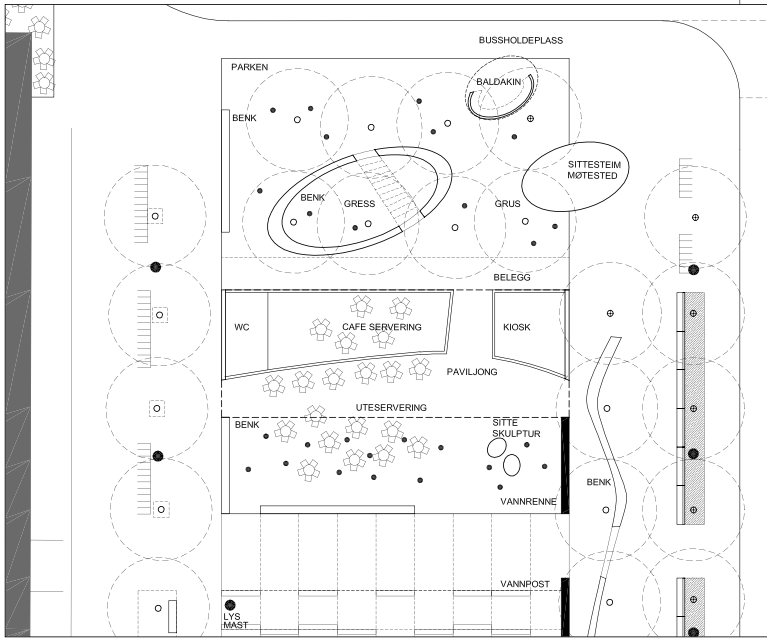 BUSSHOLDEPLASS
PARKEN
BALDAKIN
BENK
SITTESTEIM
MØTESTED
BENK
GRESS
GRUS
BELEGG
WC
CAFE SERVERING
KIOSK
PAVILJONG
UTESERVERING
BENK
SITTE
SKULPTUR
BENK
VANNRENNE
VANNPOST
LYS
MAST